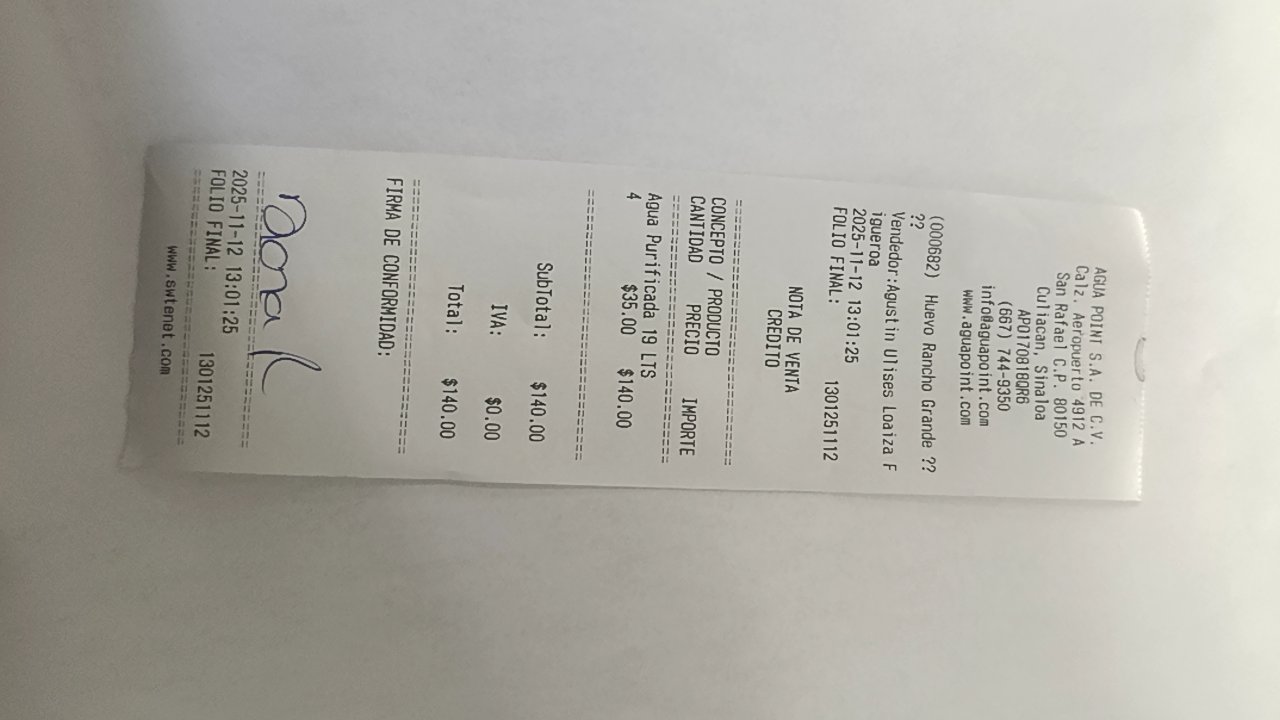 AGUA POINT S.A. DE C.V.
Calz. Aeropuerto 4912 A
San Rafael C.P. 80150
Culiacan, Sinaloa
APO170818QR6
(667) 744-9350
info@aguapoint.com
www.aguapoint.com
(000682) Huevo Rancho Grande ??
??
Vendedor:Agustin Ulises Loaiza F
igueroa
2025-11-12 13:01:25
FOLIO FINAL: 1301251112
NOTA DE VENTA
CREDITO
CONCEPTO / PRODUCTO
CANTIDAD PRECIO IMPORTE
Agua Purificada 19 LTS
4 $35.00 $140.00
SubTotal: $140.00
IVA: $0.00
Total: $140.00
FIRMA DE CONFORMIDAD:
2025-11-12 13:01:25
FOLIO FINAL: 1301251112
www.swtenet.com